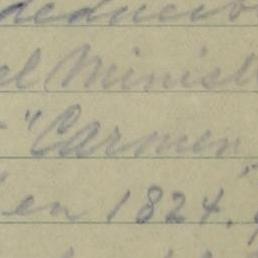 el Minist
"Carmen
" en 1824.